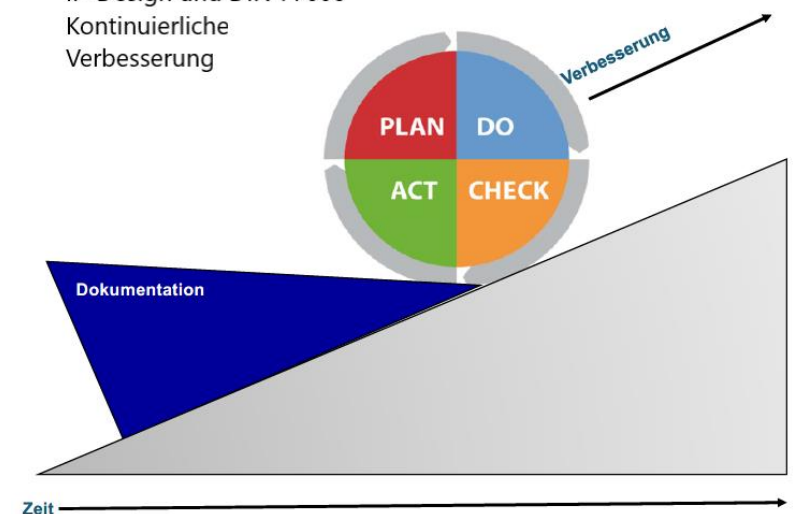 Kontinuierliche
Verbesserung
Verbesserung
PLAN DO
ACT CHECK
Dokumentation
Zeit